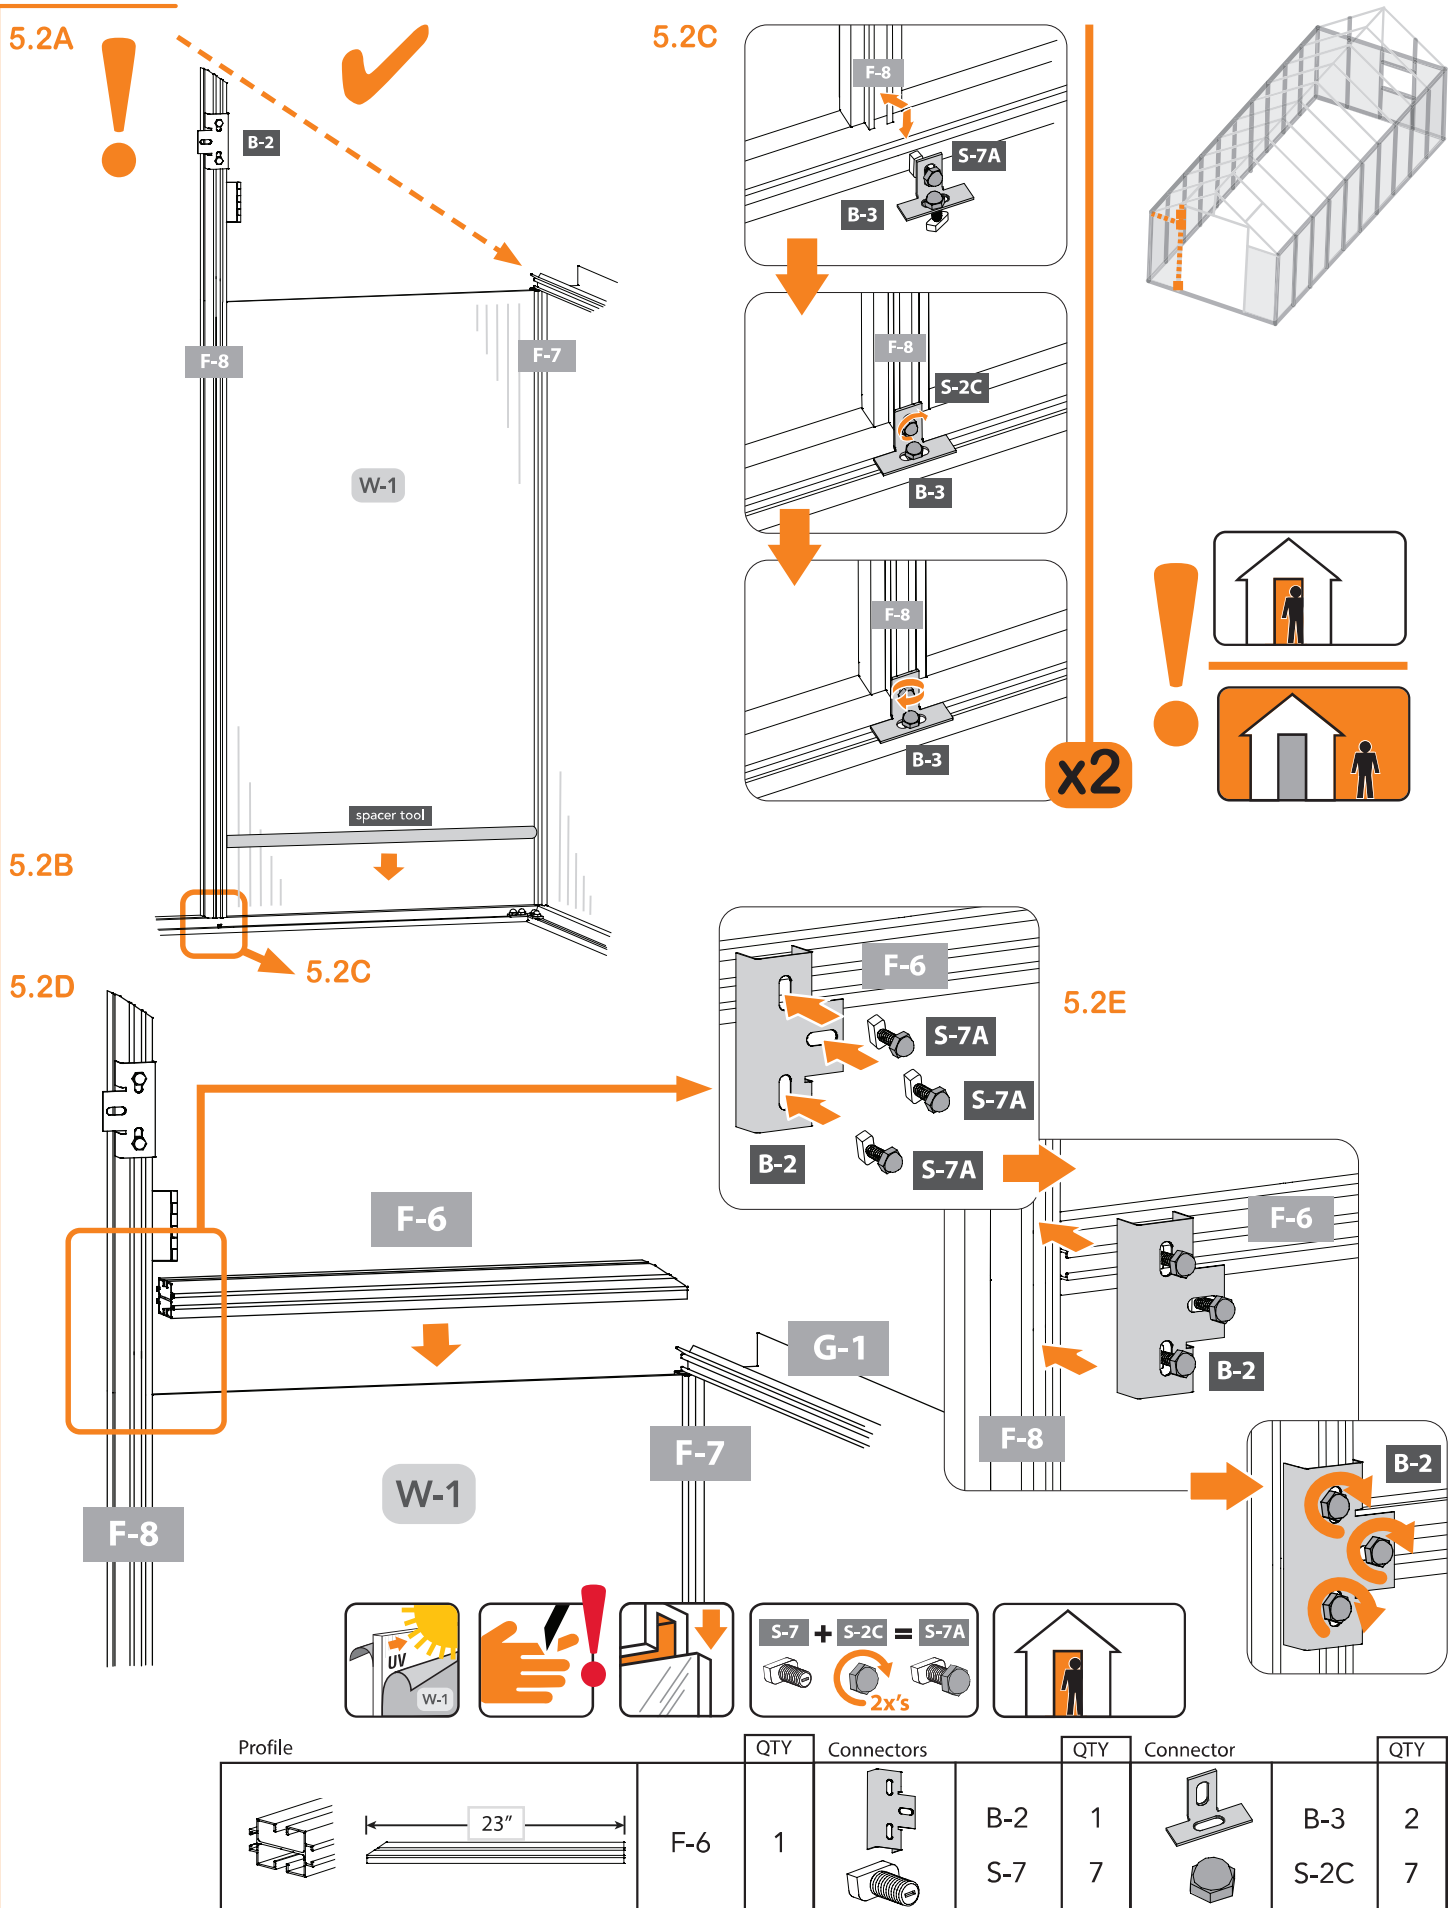 5.2A
B-2
F-8
F-7
W-1
spacer tool
5.2B
5.2C
5.2C
F-8
S-7A
B-3
F-8
S-2C
B-3
F-8
B-3
x2
5.2D
F-6
G-1
F-7
W-1
F-8
5.2E
F-6
S-7A
S-7A
S-7A
B-2
F-6
B-2
F-8
B-2
UV
W-1
S-7 + S-2C = S-7A
2x's
Profile QTY Connectors QTY Connector QTY
23"
F-6 1 B-2 1 B-3 2
S-7 7 S-2C 7